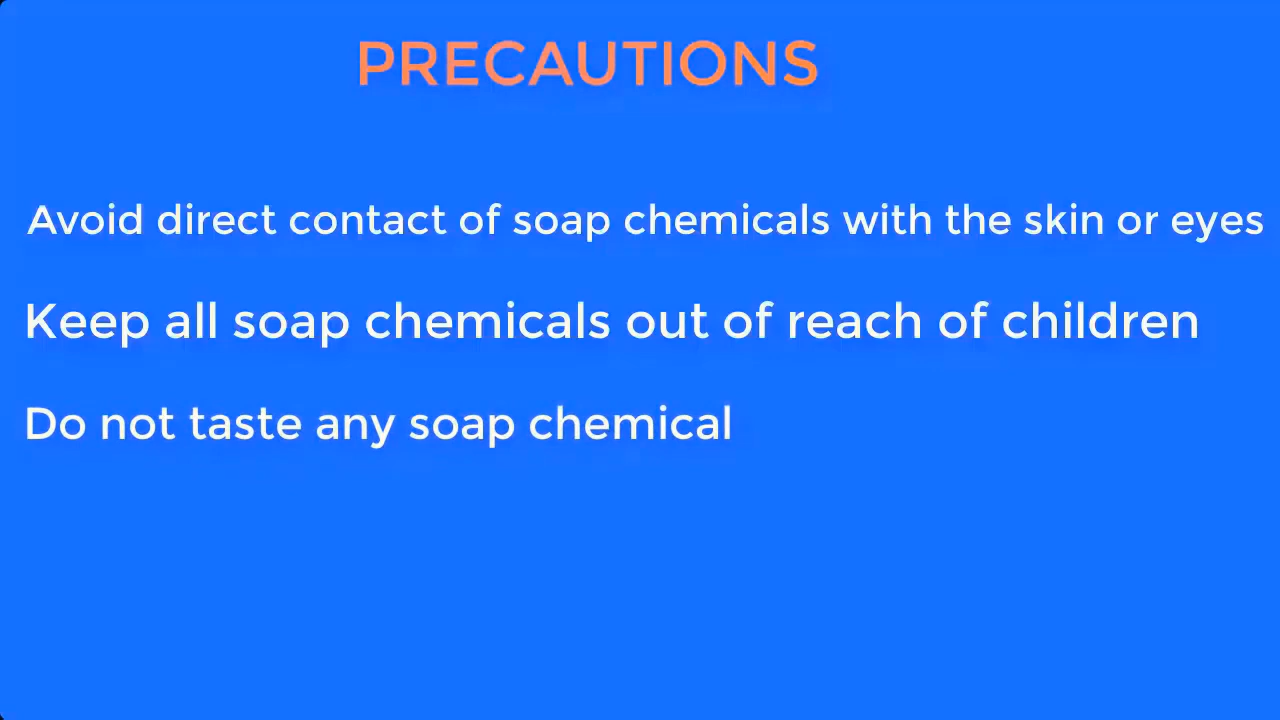 PRECAUTIONS
Avoid direct contact of soap chemicals with the skin or eyes
Keep all soap chemicals out of reach of children
Do not taste any soap chemical